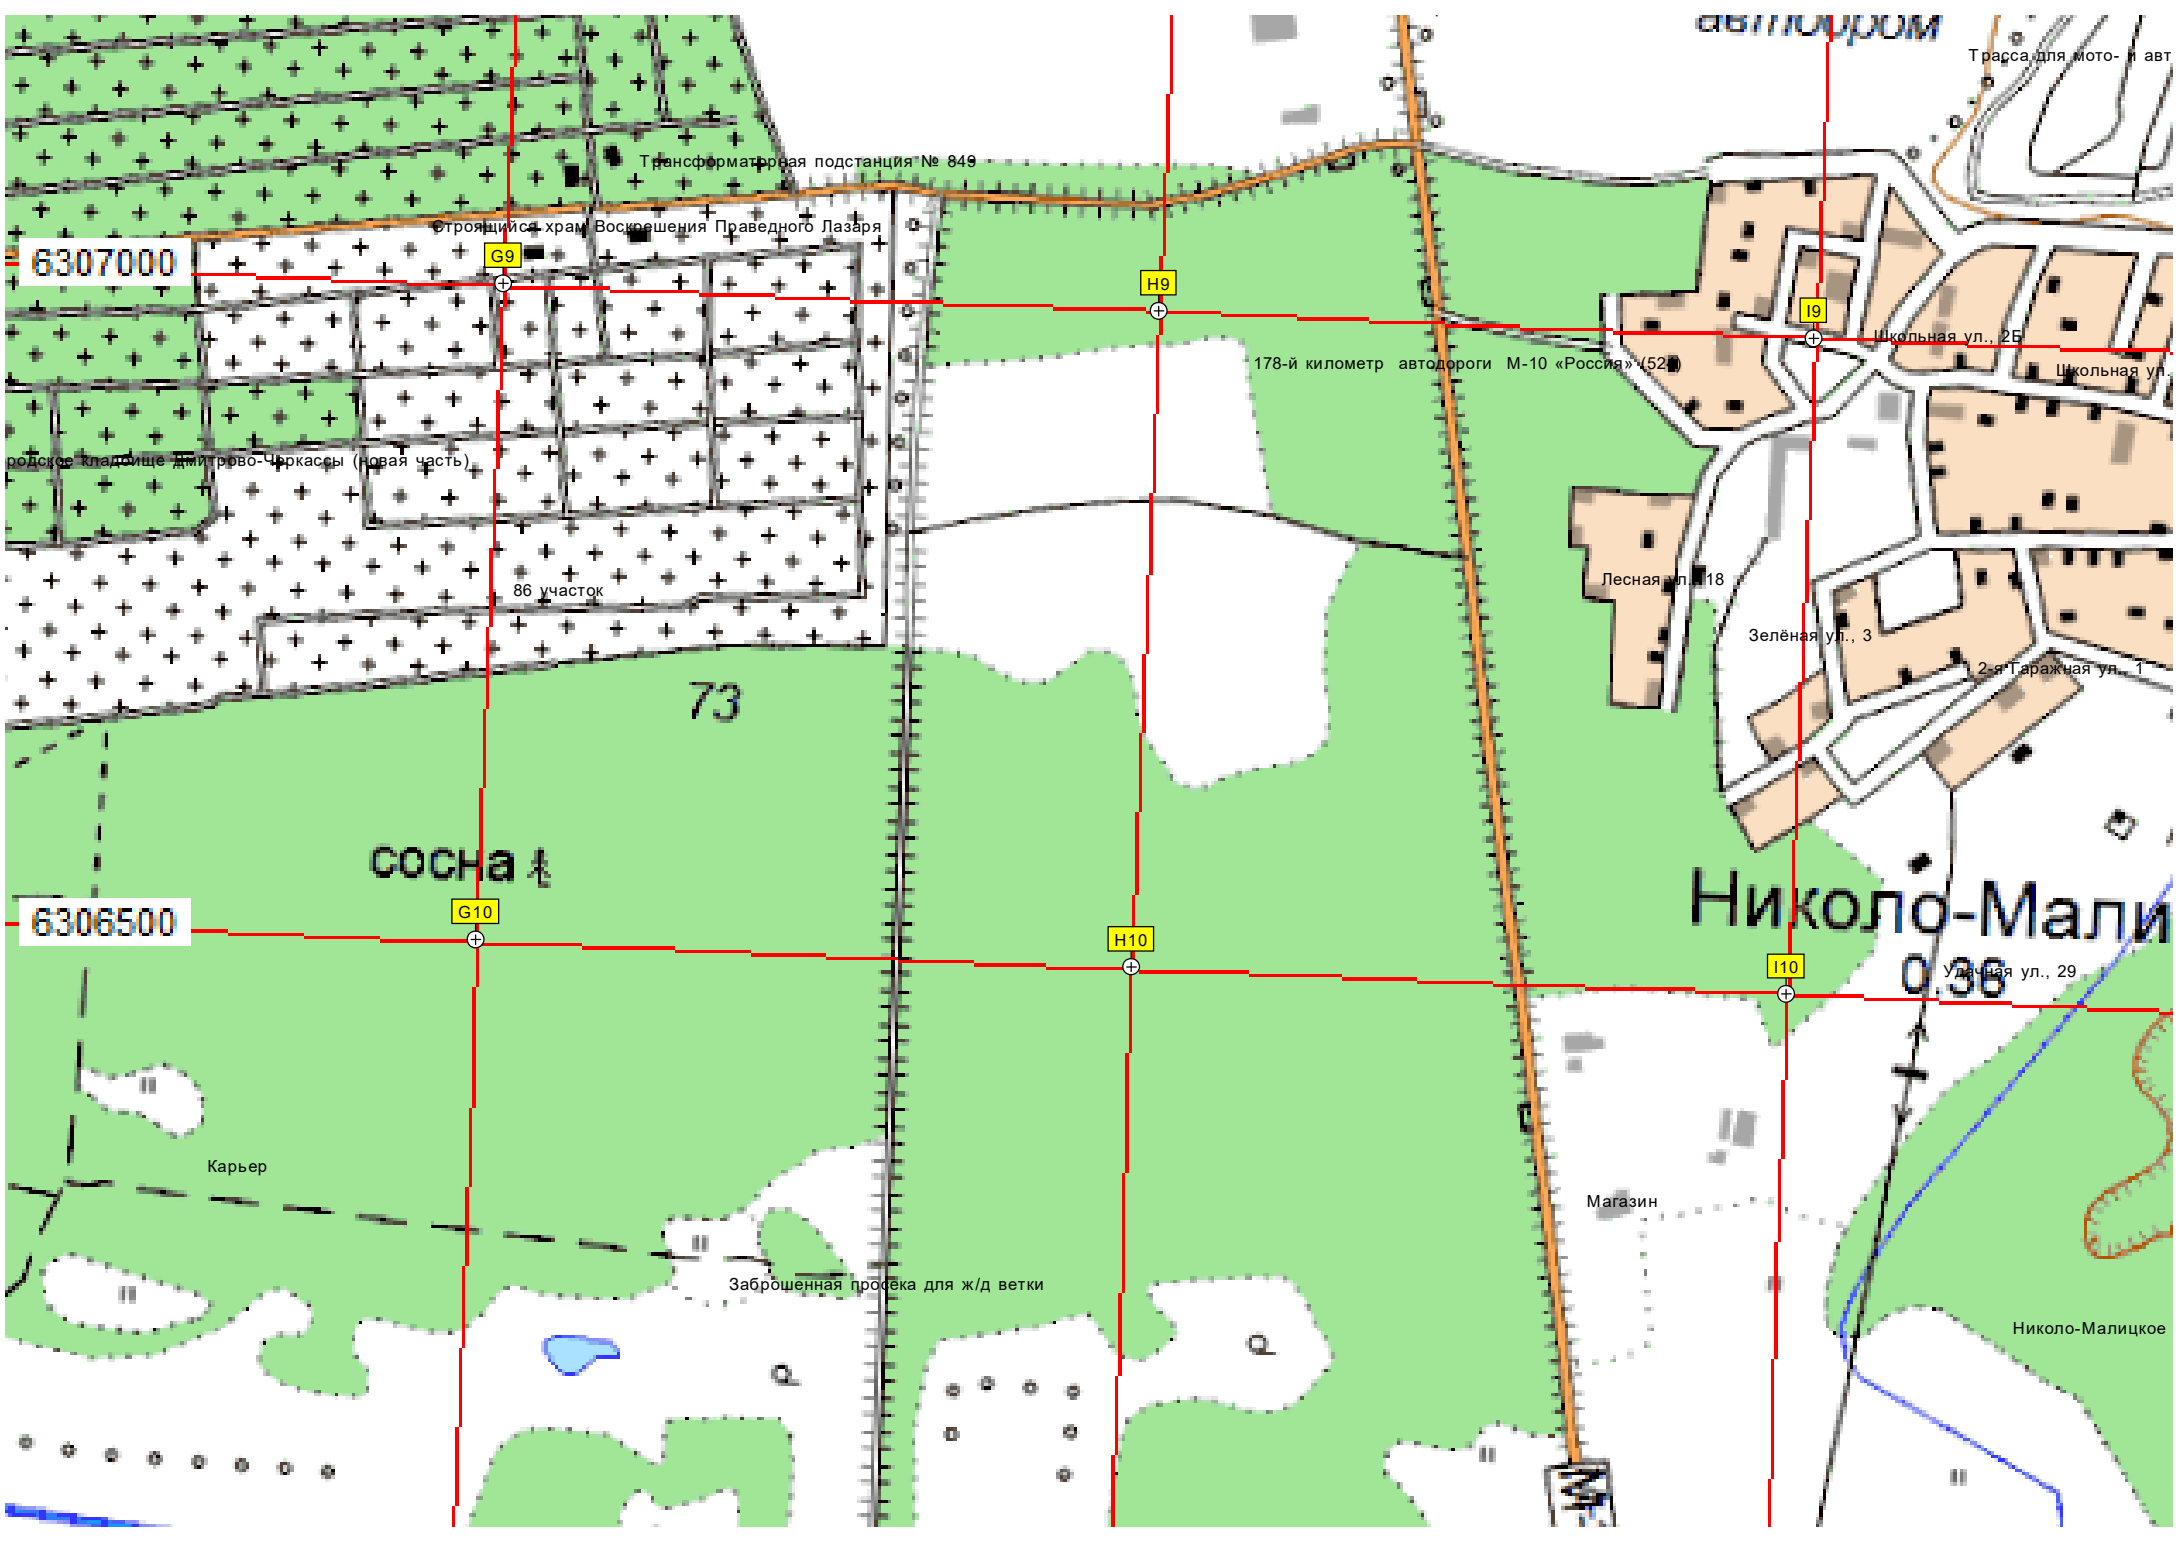 автодром
Трасса для мото- и авт
Трансформаторная подстанция № 849
Строящийся храм Воскрешения Праведного Лазаря
G9
6307000
H9
I9
Школьная ул., 2Б
178-й километр автодороги М-10 «Россия»
Школьная ул.
родское кладбище Дмитрово-Черкассы (новая часть)
Лесная ул., 18
86 участок
Зелёная ул., 3
2-я Гаражная ул., 1
73
сосна
Николо-Мали
G10
6306500
H10
I10
Удачная ул., 29
0.36
Карьер
Магазин
Заброшенная просека для ж/д ветки
Николо-Малицкое
М